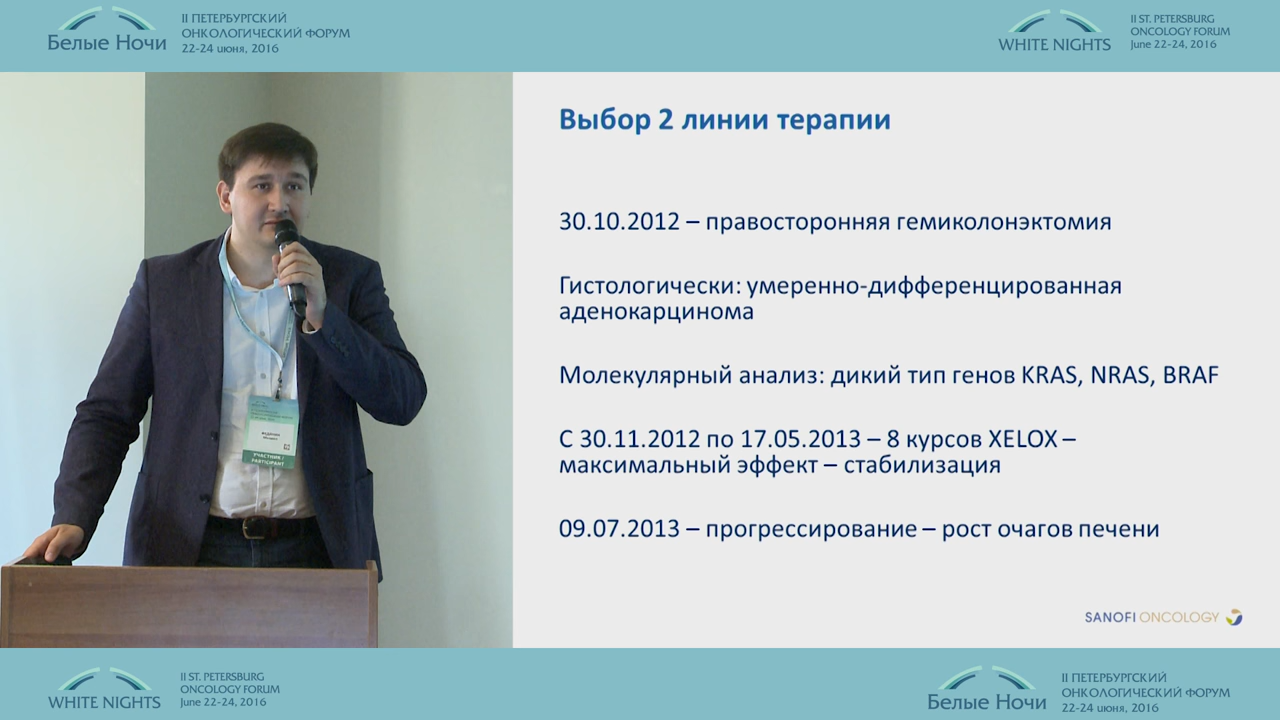 Белые Ночи
II ПЕТЕРБУРГСКИЙ
ОНКОЛОГИЧЕСКИЙ ФОРУМ
22-24 июня, 2016
WHITE NIGHTS
II ST. PETERSBURG
ONCOLOGY FORUM
June 22-24, 2016
Выбор 2 линии терапии
30.10.2012 – правосторонняя гемиколонэктомия
Гистологически: умеренно-дифференцированная
аденокарцинома
Молекулярный анализ: дикий тип генов KRAS, NRAS, BRAF
С 30.11.2012 по 17.05.2013 – 8 курсов XELOX –
максимальный эффект – стабилизация
09.07.2013 – прогрессирование – рост очагов печени
SANOFI ONCOLOGY
УЧАСТНИК /
PARTICIPANT
WHITE NIGHTS
II ST. PETERSBURG
ONCOLOGY FORUM
June 22-24, 2016
Белые Ночи
II ПЕТЕРБУРГСКИЙ
ОНКОЛОГИЧЕСКИЙ ФОРУМ
22-24 июня, 2016